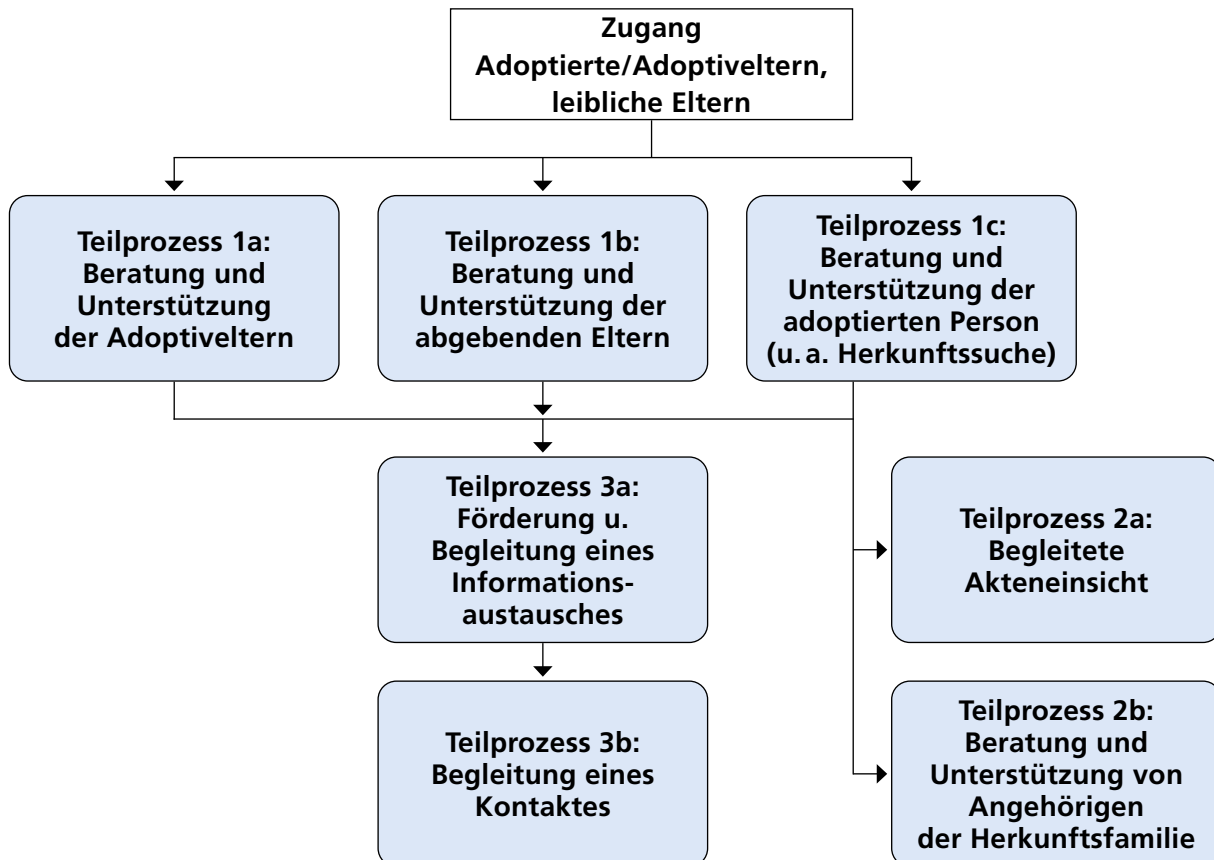 Zugang
Adoptierte/Adoptiveltern,
leibliche Eltern
Teilprozess 1a:
Beratung und
Unterstützung
der Adoptiveltern
Teilprozess 1b:
Beratung und
Unterstützung der
abgebenden Eltern
Teilprozess 1c:
Beratung und
Unterstützung der
adoptierten Person
(u. a. Herkunftssuche)
Teilprozess 3a:
Förderung u.
Begleitung eines
Informations-
austausches
Teilprozess 2a:
Begleitete
Akteneinsicht
Teilprozess 3b:
Begleitung eines
Kontaktes
Teilprozess 2b:
Beratung und
Unterstützung von
Angehörigen
der Herkunftsfamilie